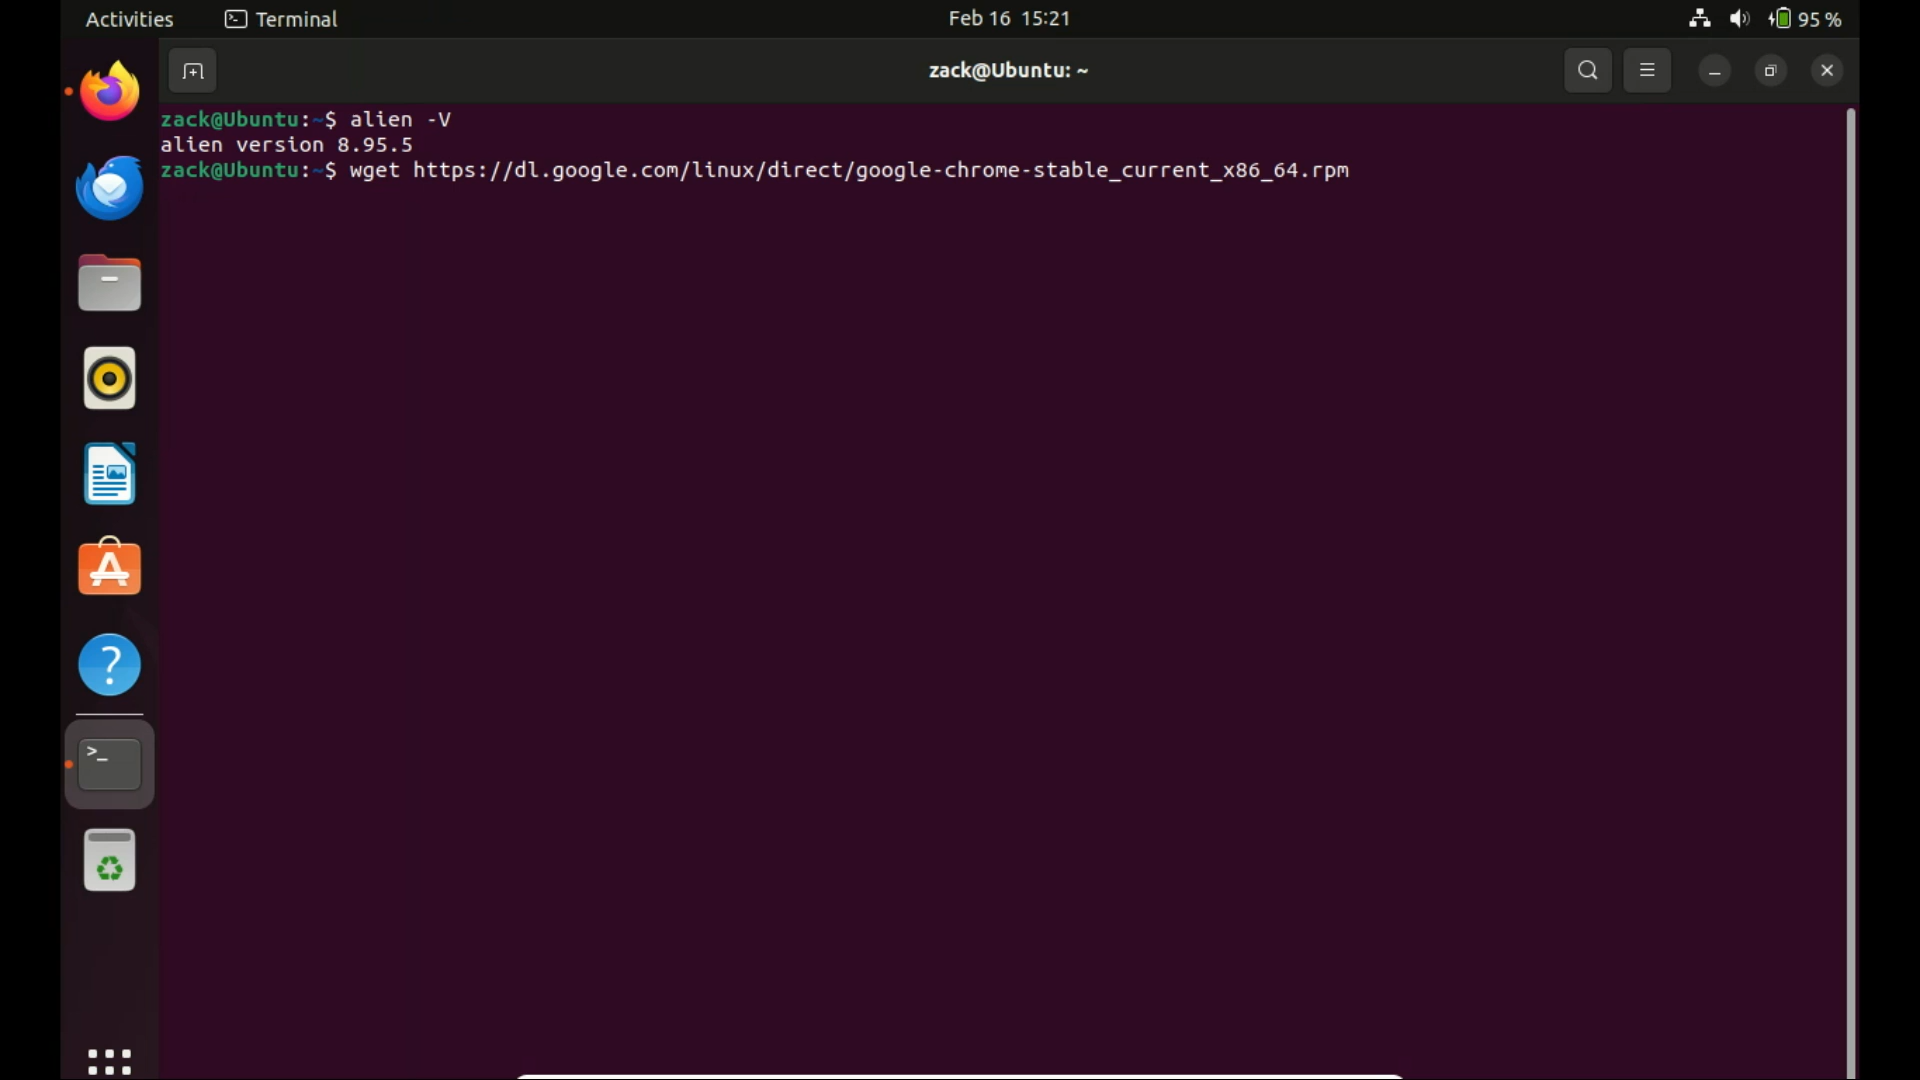 Activities Terminal Feb 16 15:21 95 %
zack@Ubuntu: ~
zack@Ubuntu:~$ alien -V
alien version 8.95.5
zack@Ubuntu:~$ wget https://dl.google.com/linux/direct/google-chrome-stable_current_x86_64.rpm